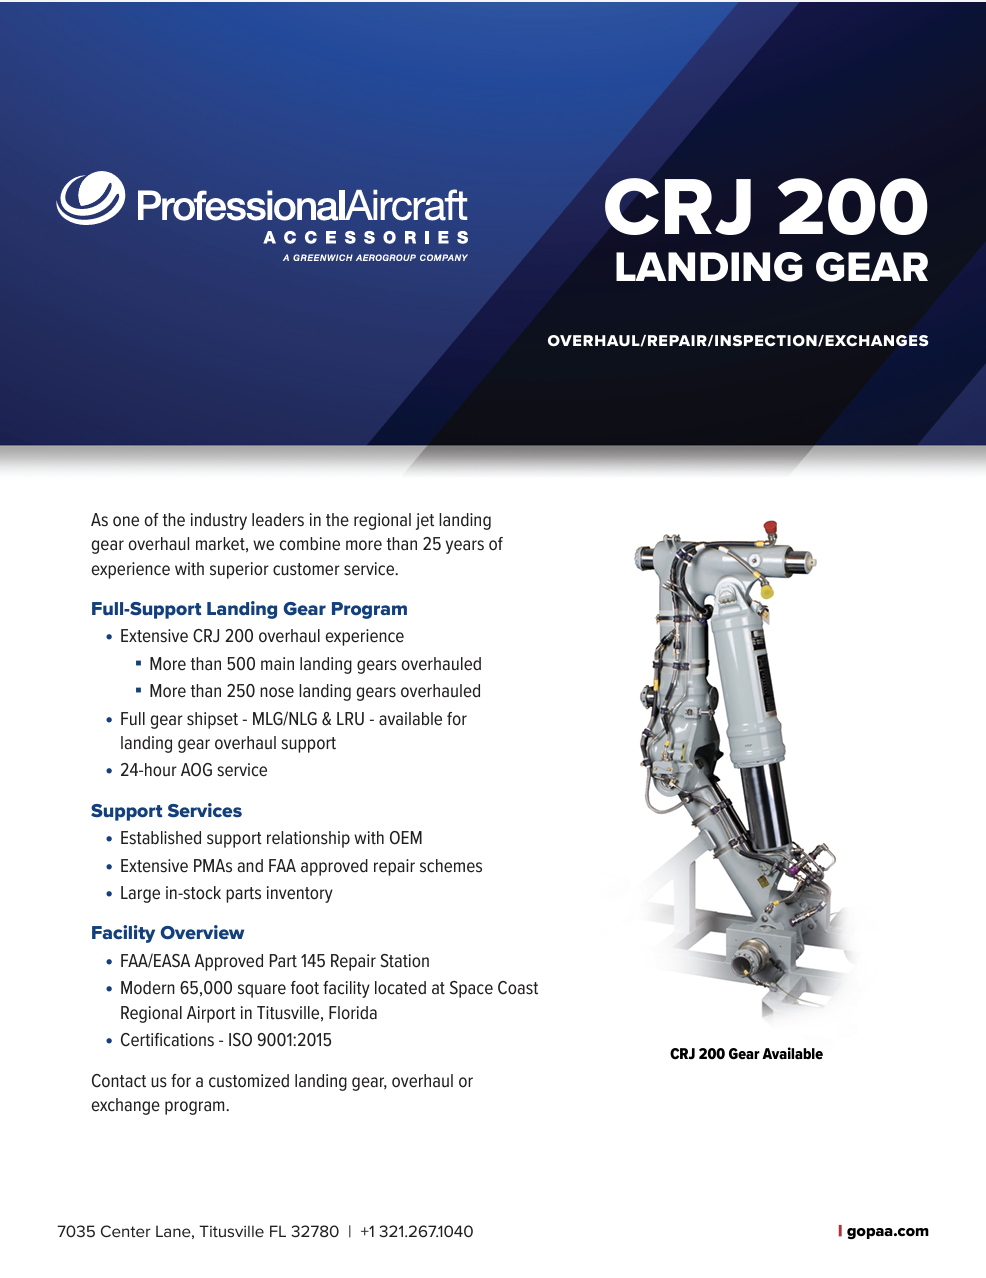 ProfessionalAircraft
ACCESSORIES
A GREENWICH AEROGROUP COMPANY
CRJ 200
LANDING GEAR
OVERHAUL/REPAIR/INSPECTION/EXCHANGES
As one of the industry leaders in the regional jet landing
gear overhaul market, we combine more than 25 years of
experience with superior customer service.
Full-Support Landing Gear Program
• Extensive CRJ 200 overhaul experience
▪ More than 500 main landing gears overhauled
▪ More than 250 nose landing gears overhauled
• Full gear shipset - MLG/NLG & LRU - available for
landing gear overhaul support
• 24-hour AOG service
Support Services
• Established support relationship with OEM
• Extensive PMAs and FAA approved repair schemes
• Large in-stock parts inventory
Facility Overview
• FAA/EASA Approved Part 145 Repair Station
• Modern 65,000 square foot facility located at Space Coast
Regional Airport in Titusville, Florida
• Certifications - ISO 9001:2015
Contact us for a customized landing gear, overhaul or
exchange program.
CRJ 200 Gear Available
7035 Center Lane, Titusville FL 32780 | +1 321.267.1040
| gopaa.com